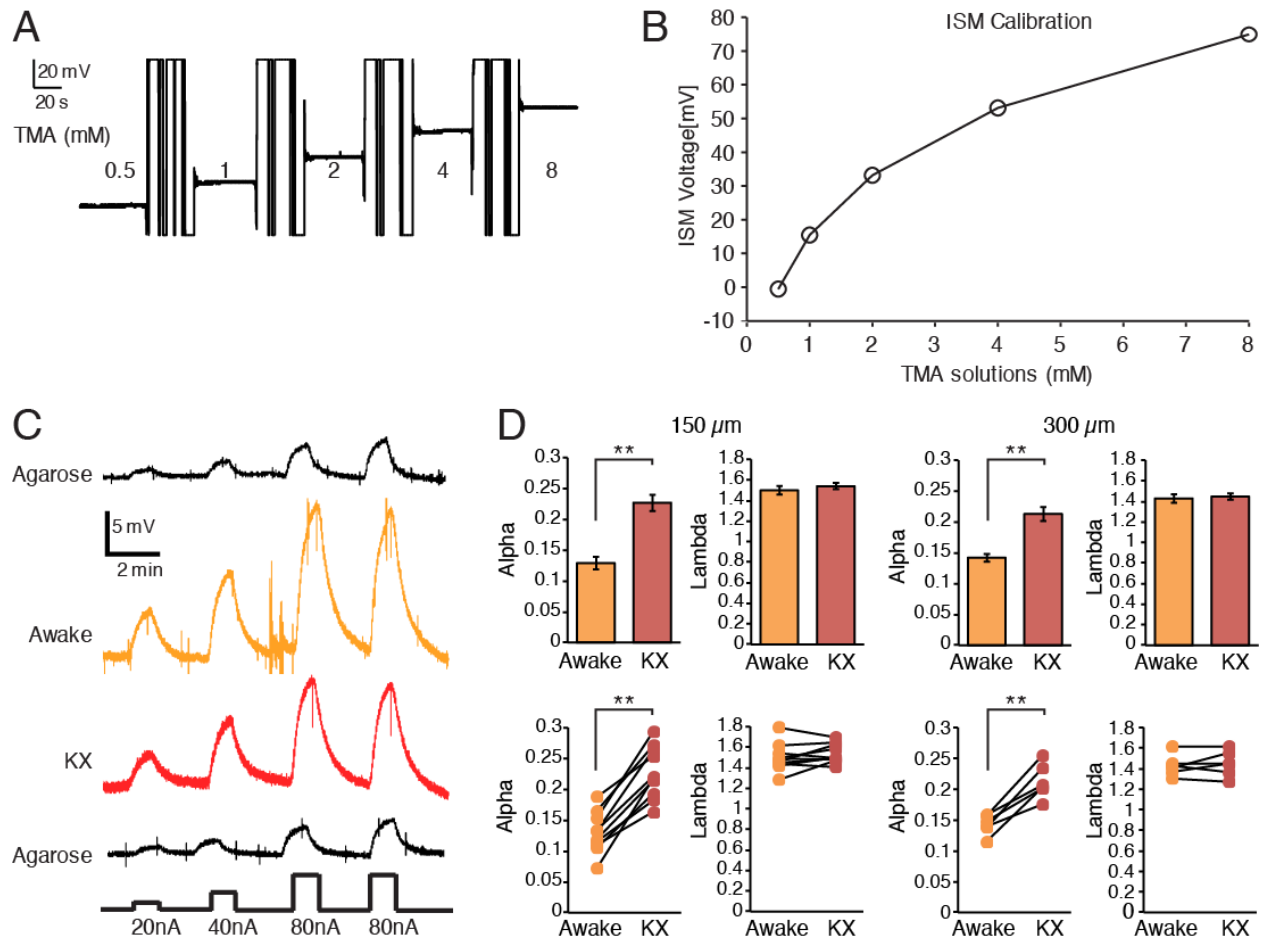 A
20 mV
20 s
TMA (mM)
0.5
1
2
4
8
B
ISM Calibration
ISM Voltage[mV]
80
70
60
50
40
30
20
10
0
-10
0 1 2 3 4 5 6 7 8
TMA solutions (mM)
C
Agarose
5 mV
2 min
Awake
KX
Agarose
20nA 40nA 80nA 80nA
D
150 µm
300 µm
**
Alpha
0.3
0.25
0.2
0.15
0.1
0.05
0
Awake KX
Lambda
1.8
1.6
1.4
1.2
1
0.8
0.6
0.4
0.2
0
Awake KX
**
Alpha
0.3
0.25
0.2
0.15
0.1
0.05
0
Awake KX
Lambda
1.8
1.6
1.4
1.2
1
0.8
0.6
0.4
0.2
0
Awake KX
**
Alpha
0.3
0.25
0.2
0.15
0.1
0.05
0
Awake KX
Lambda
1.8
1.6
1.4
1.2
1
0.8
0.6
0.4
0.2
0
Awake KX
**
Alpha
0.3
0.25
0.2
0.15
0.1
0.05
0
Awake KX
Lambda
1.8
1.6
1.4
1.2
1
0.8
0.6
0.4
0.2
0
Awake KX